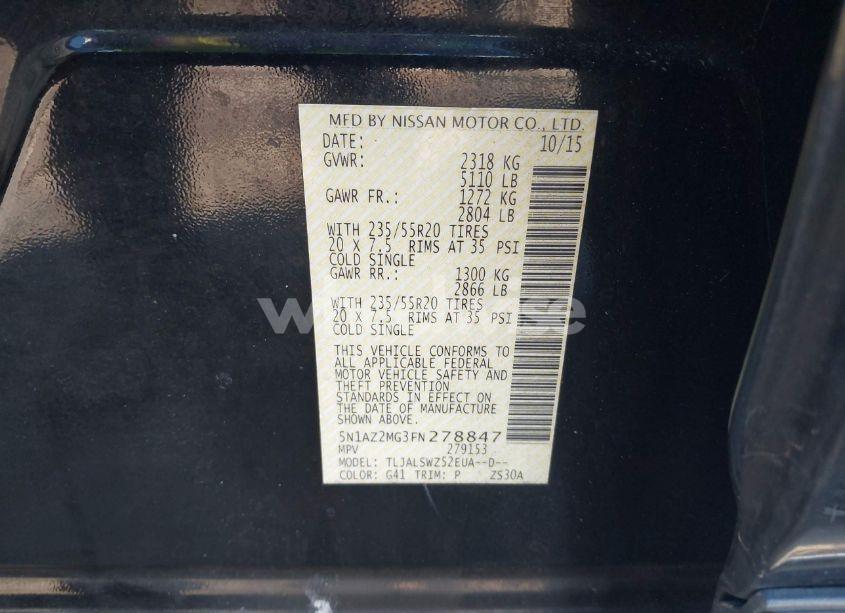 MFD BY NISSAN MOTOR CO., LTD.
DATE: 10/15
GVWR: 2318 KG
5110 LB
GAWR FR.: 1272 KG
2804 LB
WITH 235/55R20 TIRES
20 X 7.5 RIMS AT 35 PSI
COLD SINGLE
GAWR RR.: 1300 KG
2866 LB
WITH 235/55R20 TIRES
20 X 7.5 RIMS AT 35 PSI
COLD SINGLE
THIS VEHICLE CONFORMS TO
ALL APPLICABLE FEDERAL
MOTOR VEHICLE SAFETY AND
THEFT PREVENTION
STANDARDS IN EFFECT ON
THE DATE OF MANUFACTURE
SHOWN ABOVE.
5N1AZ2MG3FN278847
MPV 279153
MODEL: TLJALSWZ52EUA--D--
COLOR: G41 TRIM: P ZS30A